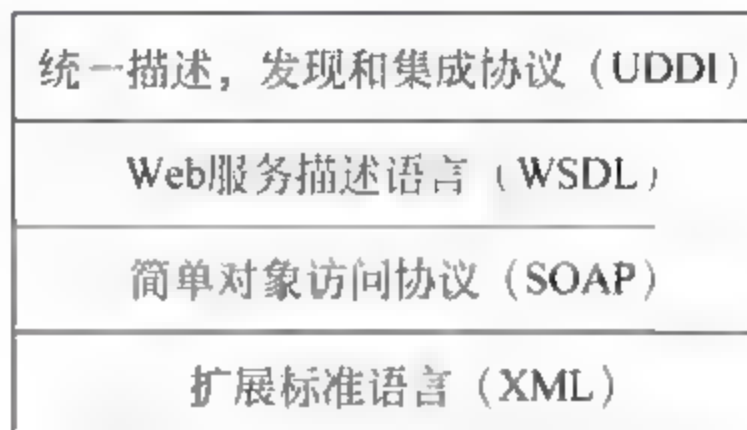 统一描述，发现和集成协议（UDDI）
Web服务描述语言（WSDL）
简单对象访问协议（SOAP）
扩展标准语言（XML）